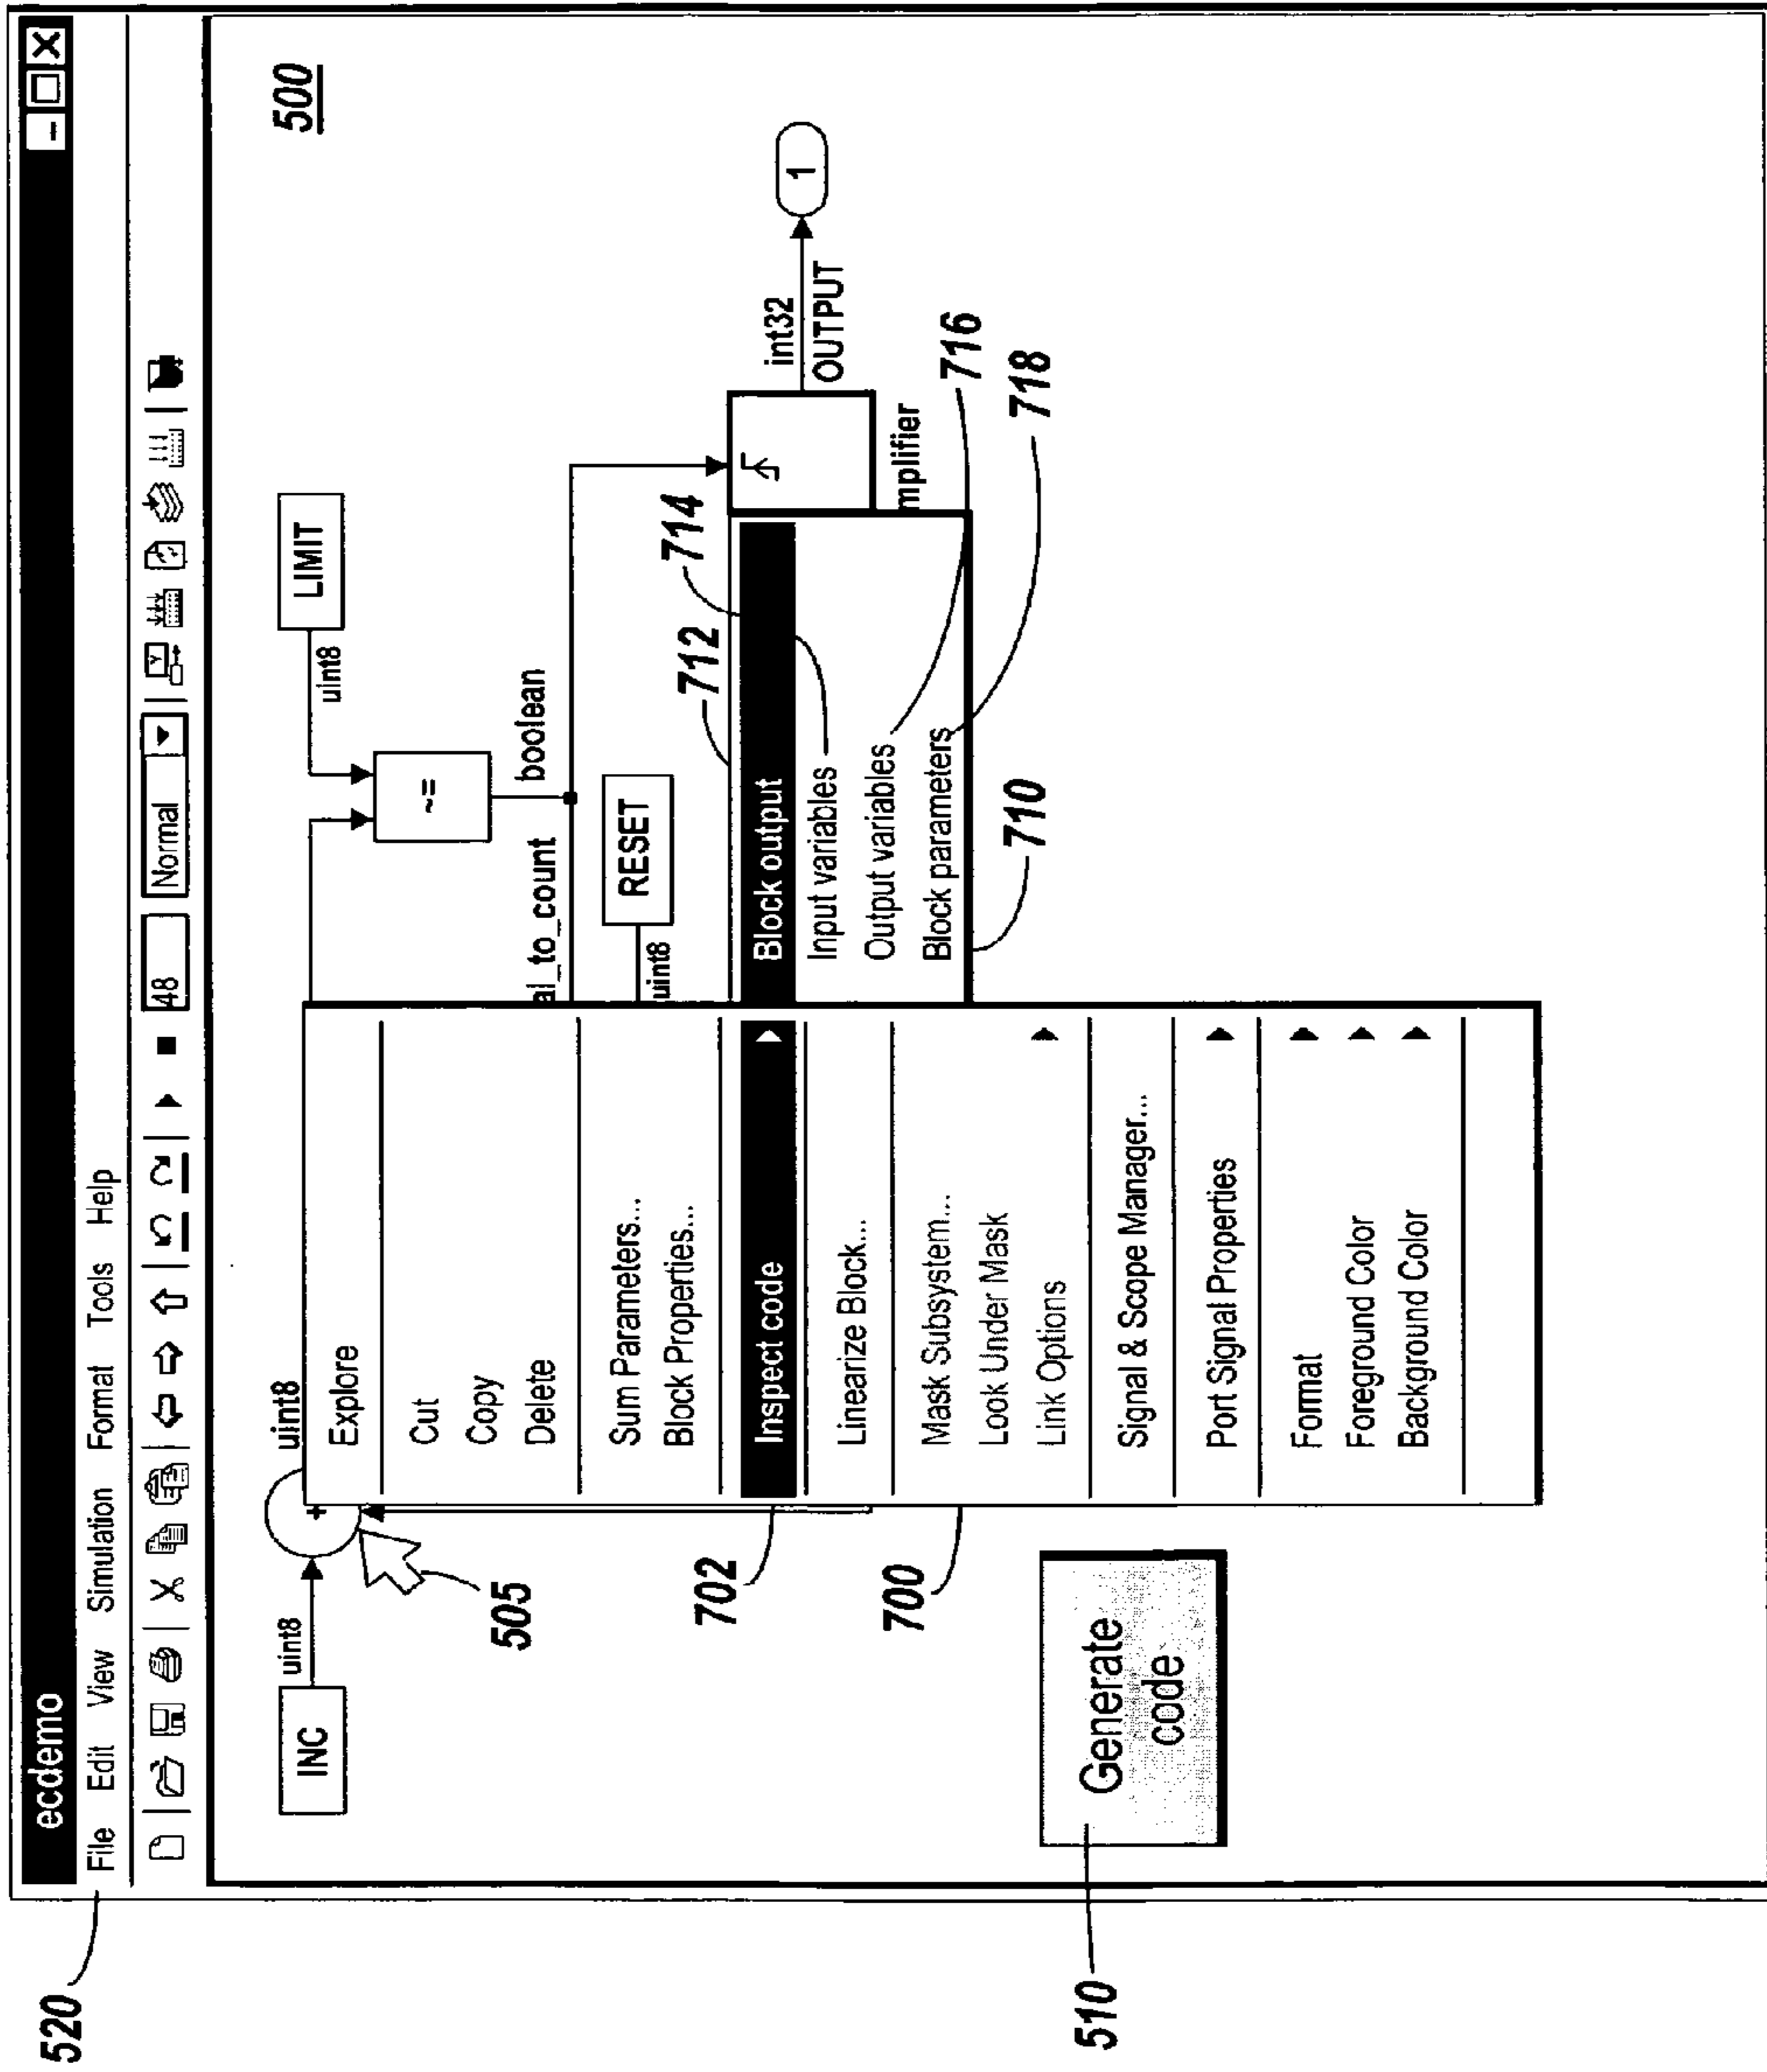 520
ecdemo
File Edit View Simulation Format Tools Help
48 Normal
500
INC
uint8
+
uint8
505
LIMIT
uint8
~=
boolean
al_to_count
RESET
uint8
712
714
int32
OUTPUT
1
mplifier
716
718
710
702
700
Explore
Cut
Copy
Delete
Sum Parameters...
Block Properties...
Inspect code
Linearize Block...
Mask Subsystem...
Look Under Mask
Link Options
Signal & Scope Manager...
Port Signal Properties
Format
Foreground Color
Background Color
Block output
Input variables
Output variables
Block parameters
Generate
code
510